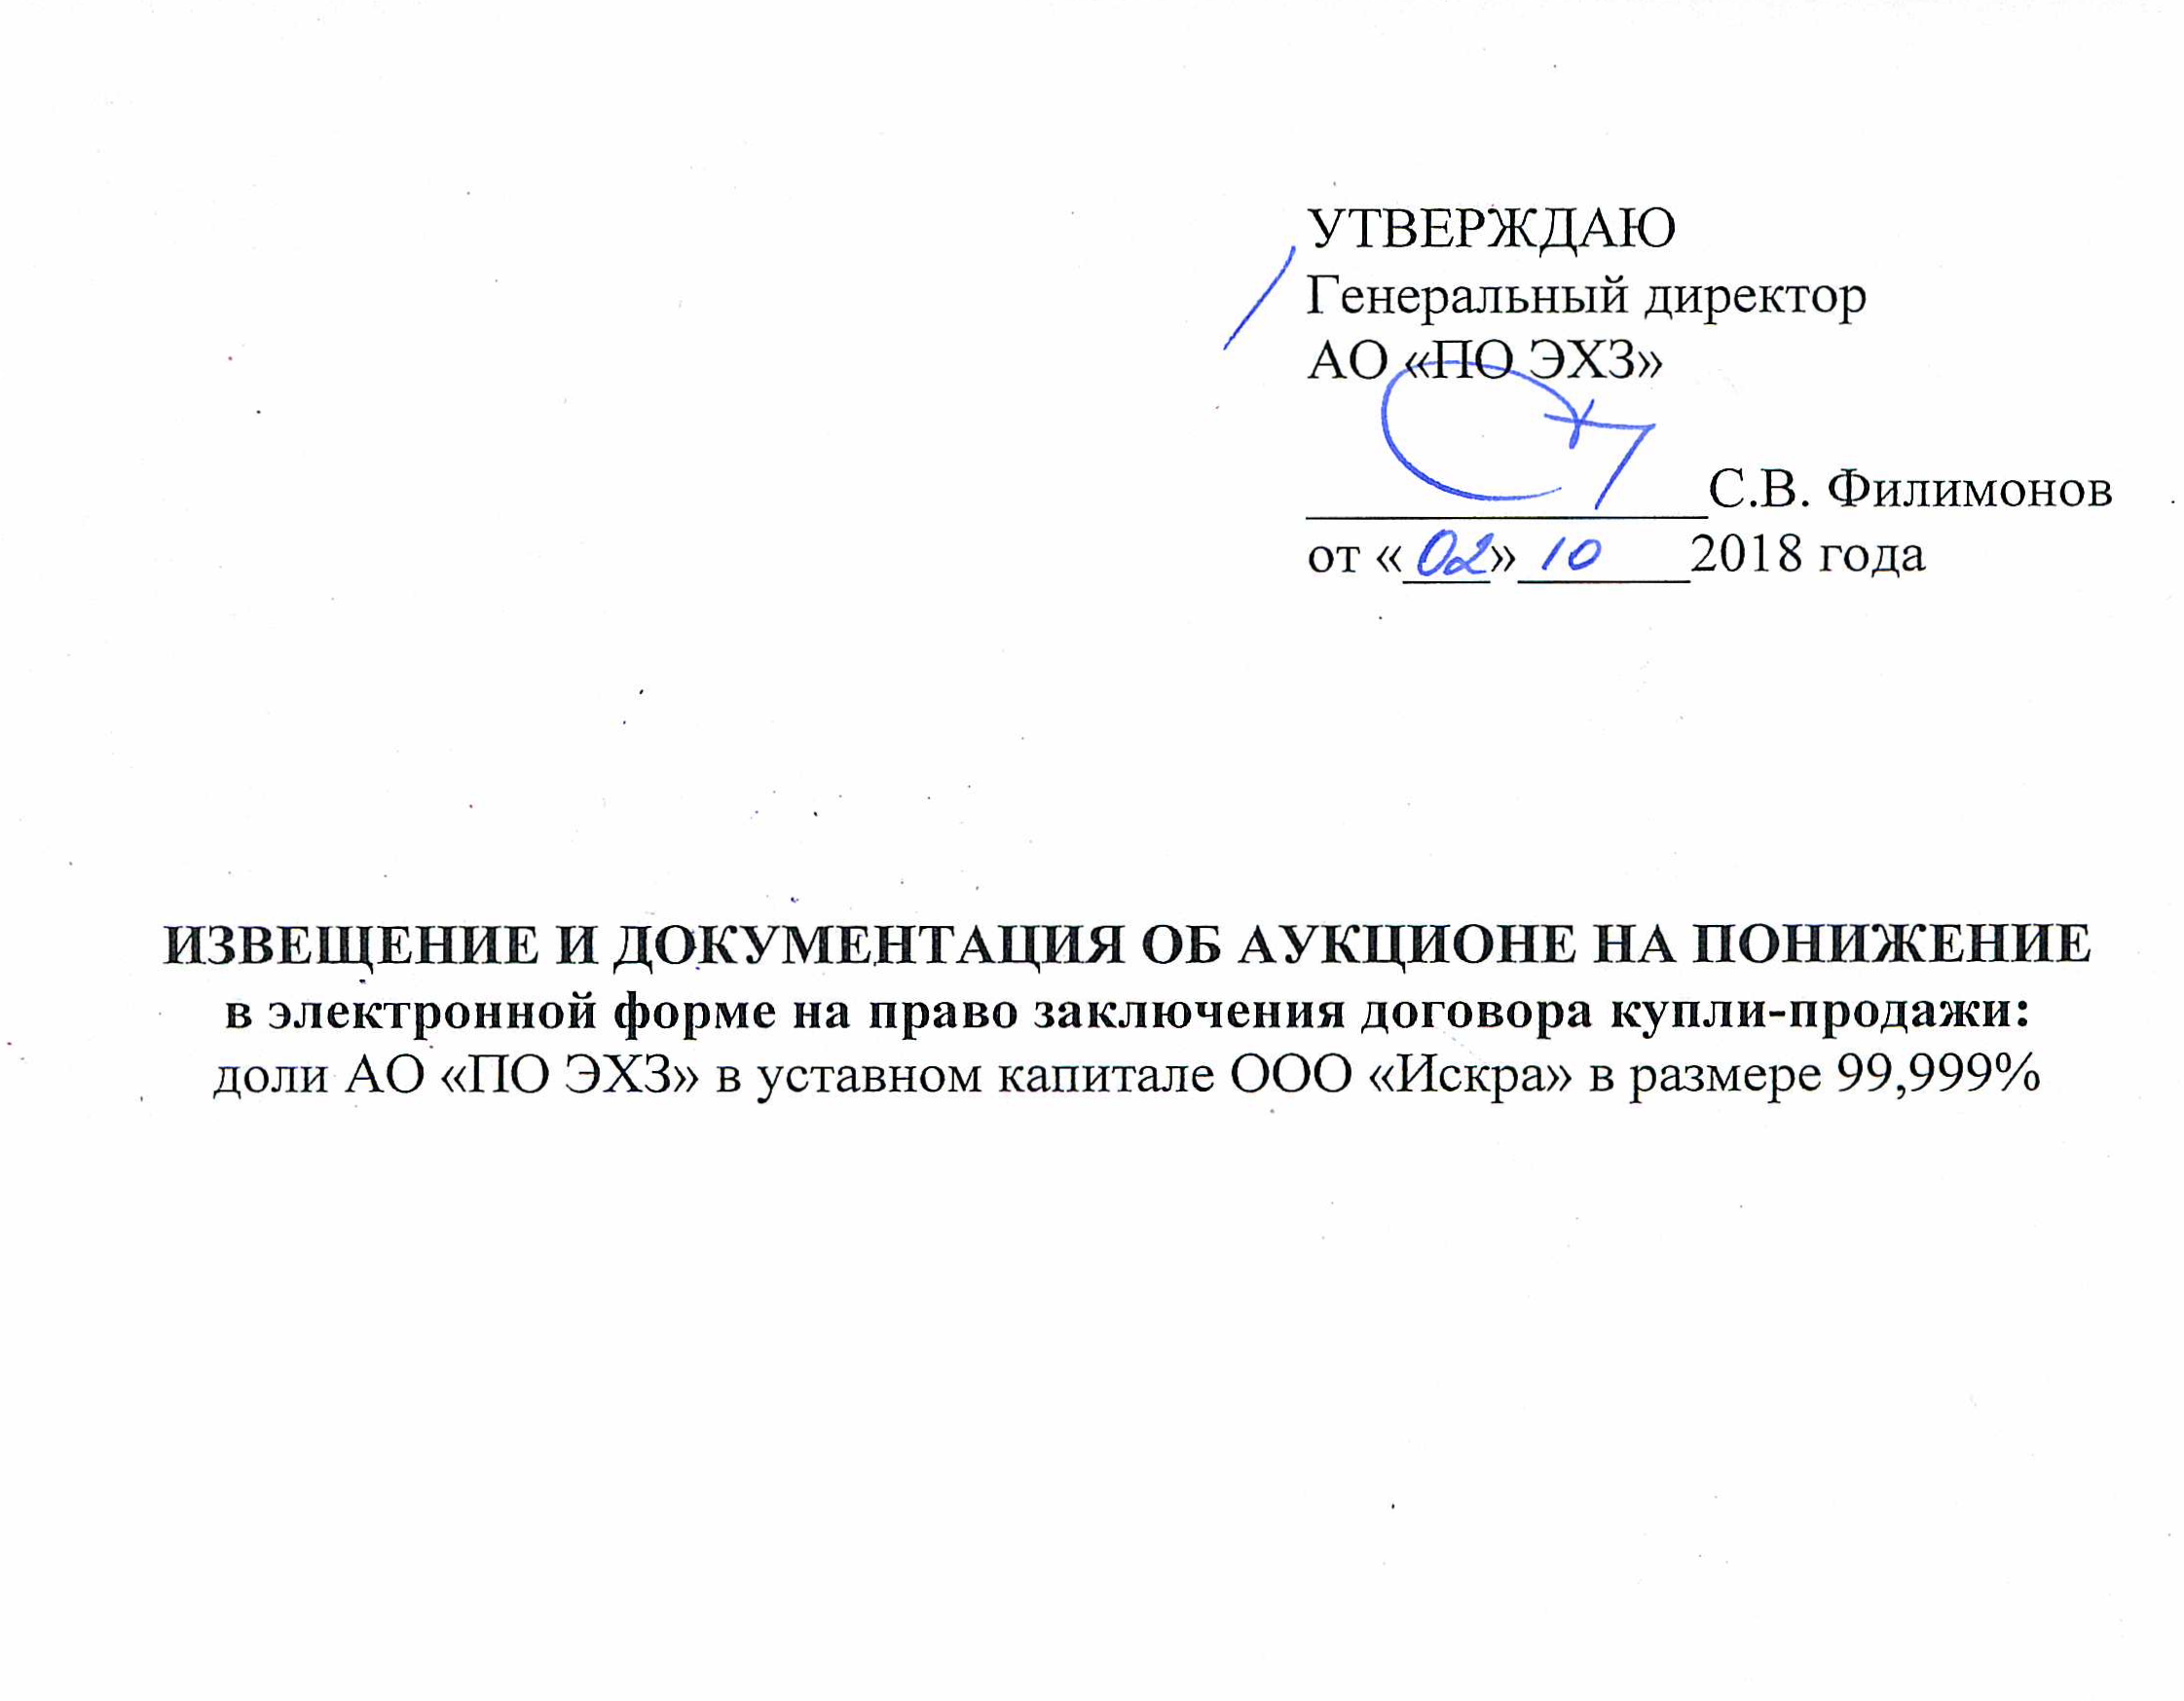 УТВЕРЖДАЮ
Генеральный директор
АО «ПО ЭХЗ»
С.В. Филимонов
от «02» 10 2018 года
ИЗВЕЩЕНИЕ И ДОКУМЕНТАЦИЯ ОБ АУКЦИОНЕ НА ПОНИЖЕНИЕ
в электронной форме на право заключения договора купли-продажи:
доли АО «ПО ЭХЗ» в уставном капитале ООО «Искра» в размере 99,999%